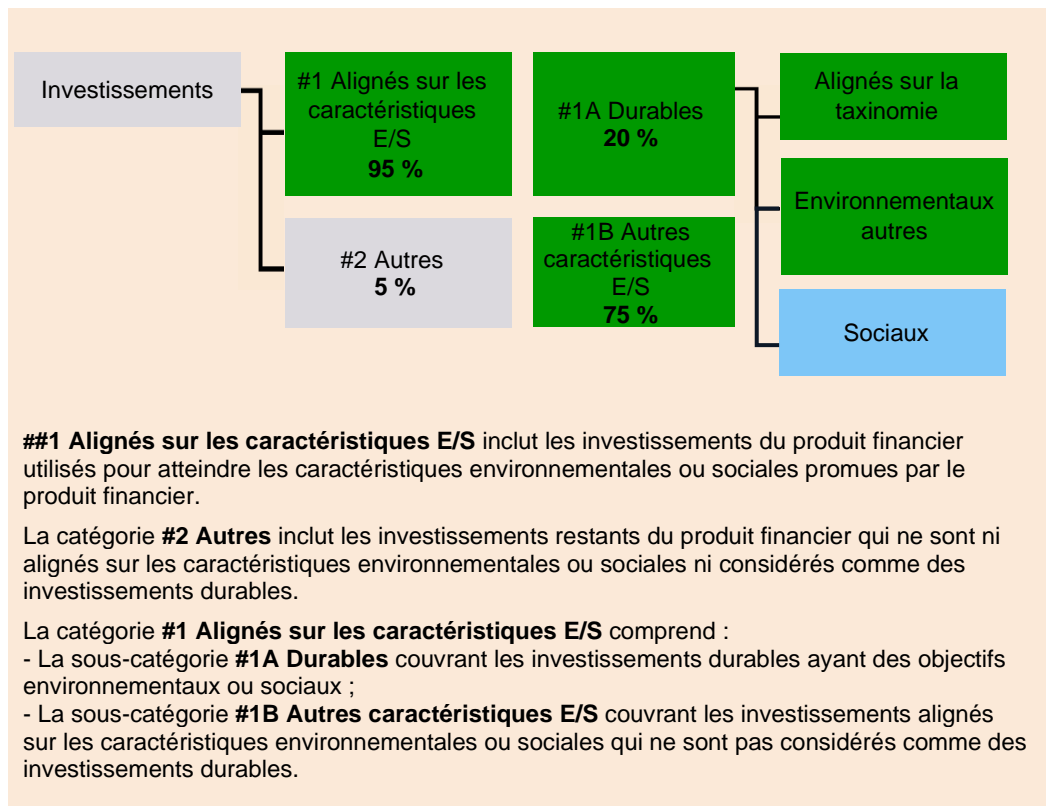 Investissements
#1 Alignés sur les
caractéristiques
E/S
95 %
#2 Autres
5 %
#1A Durables
20 %
#1B Autres
caractéristiques
E/S
75 %
Alignés sur la
taxinomie
Environnementaux
autres
Sociaux
##1 Alignés sur les caractéristiques E/S inclut les investissements du produit financier
utilisés pour atteindre les caractéristiques environnementales ou sociales promues par le
produit financier.
La catégorie #2 Autres inclut les investissements restants du produit financier qui ne sont ni
alignés sur les caractéristiques environnementales ou sociales ni considérés comme des
investissements durables.
La catégorie #1 Alignés sur les caractéristiques E/S comprend :
- La sous-catégorie #1A Durables couvrant les investissements durables ayant des objectifs
environnementaux ou sociaux ;
- La sous-catégorie #1B Autres caractéristiques E/S couvrant les investissements alignés
sur les caractéristiques environnementales ou sociales qui ne sont pas considérés comme des
investissements durables.